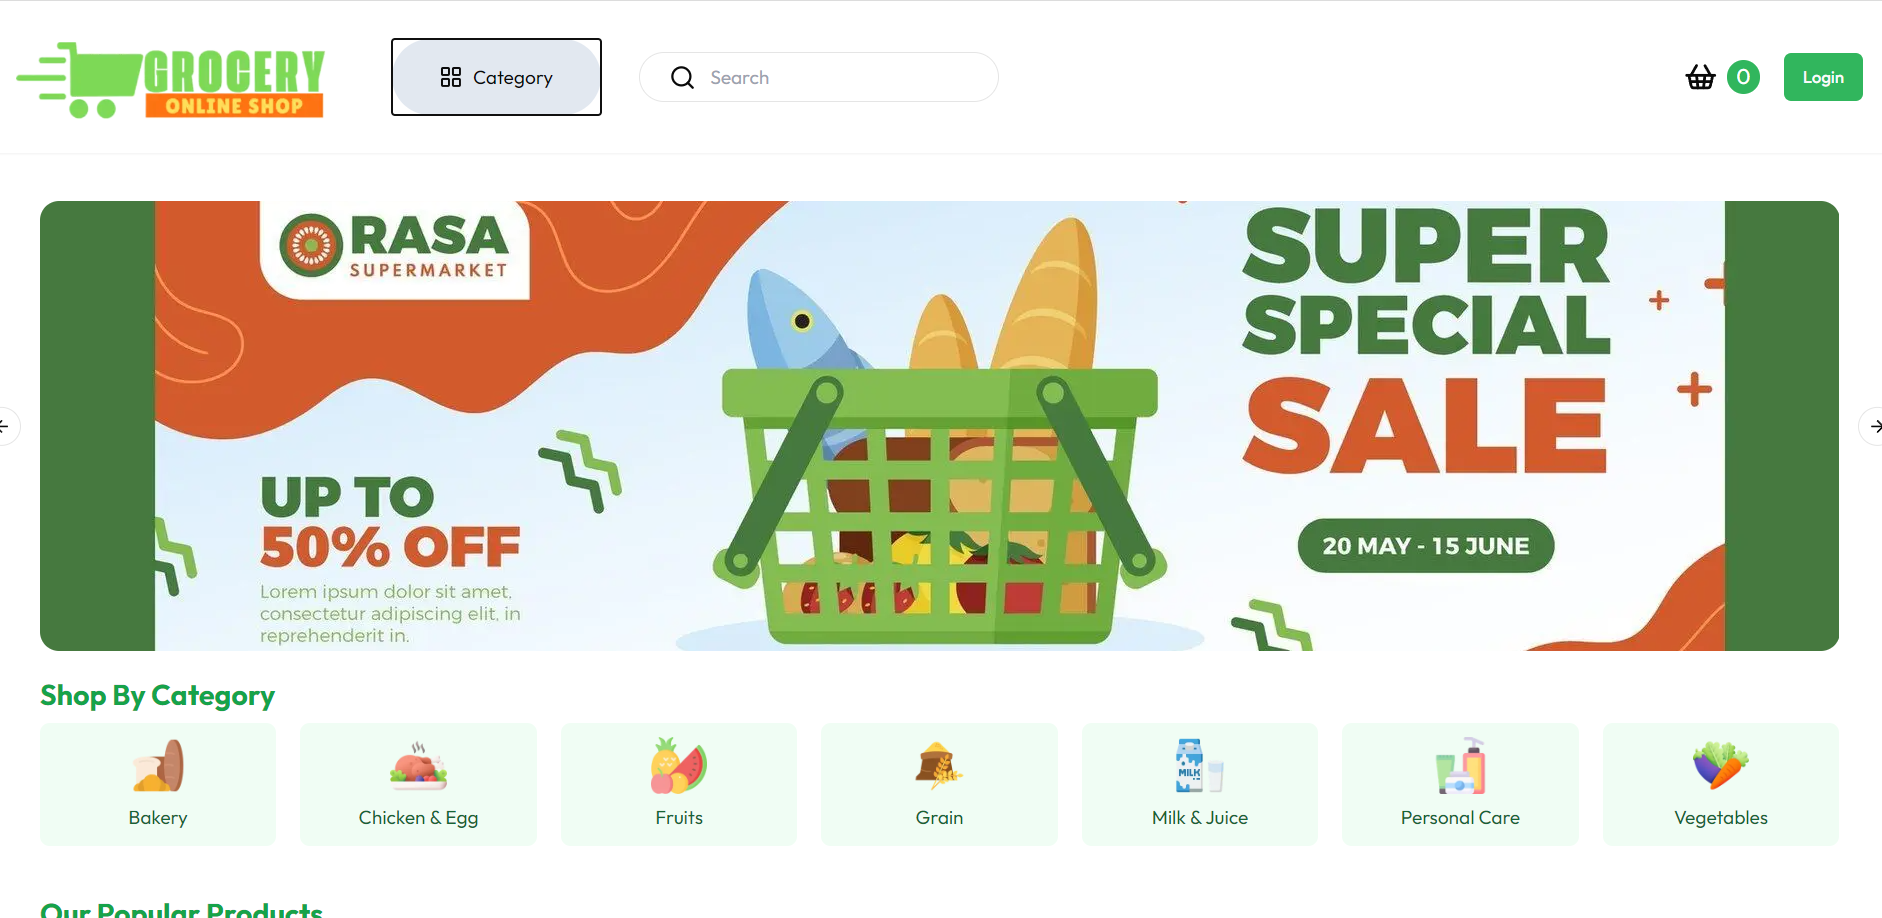 GROCERY
ONLINE SHOP
Category
Search
0
Login
RASA
SUPERMARKET
UP TO
50% OFF
Lorem ipsum dolor sit amet,
consectetur adipiscing elit, in
reprehenderit in.
SUPER
SPECIAL
SALE
20 MAY - 15 JUNE
Shop By Category
Bakery
Chicken & Egg
Fruits
Grain
MILK
Milk & Juice
Personal Care
Vegetables
Our Popular Products